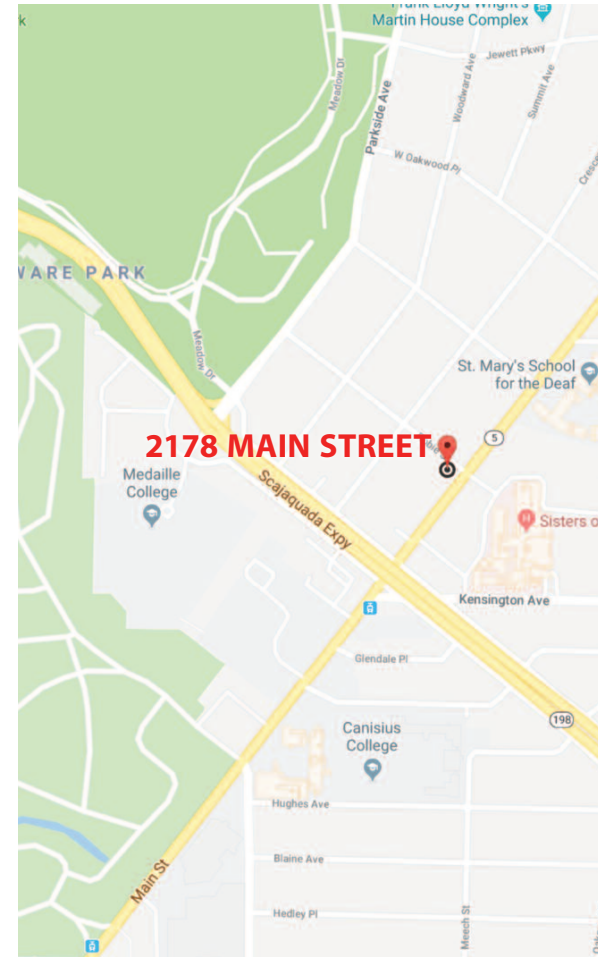 k
Frank Lloyd Wright's
Martin House Complex
Jewett Pkwy
Meadow Dr
Parkside Ave
Woodward Ave
Summit Ave
W Oakwood Pl
Cresce
WARE PARK
Meadow Dr
St. Mary's School
for the Deaf
5
2178 MAIN STREET
Medaille
College
Scajaquada Expy
H
Sisters o
Kensington Ave
Glendale Pl
198
Canisius
College
Hughes Ave
Blaine Ave
Main St
Hedley Pl
Meech St